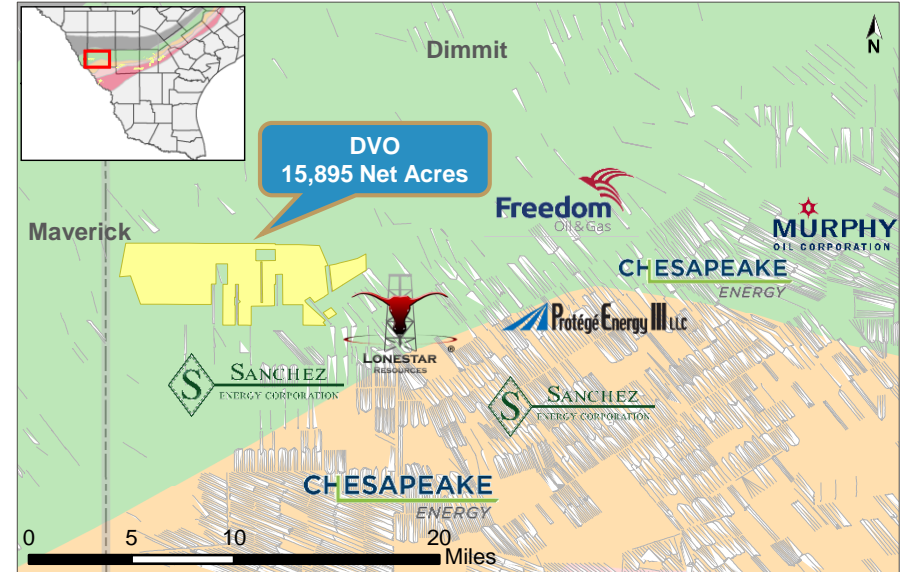 Dimmit
N
DVO
15,895 Net Acres
Maverick
Freedom
Oil & Gas
MURPHY
OIL CORPORATION
CHESAPEAKE
ENERGY
Protégé Energy III LLC
LONESTAR
RESOURCES
®
S
SANCHEZ
ENERGY CORPORATION
S
SANCHEZ
ENERGY CORPORATION
CHESAPEAKE
ENERGY
0 5 10 20
Miles